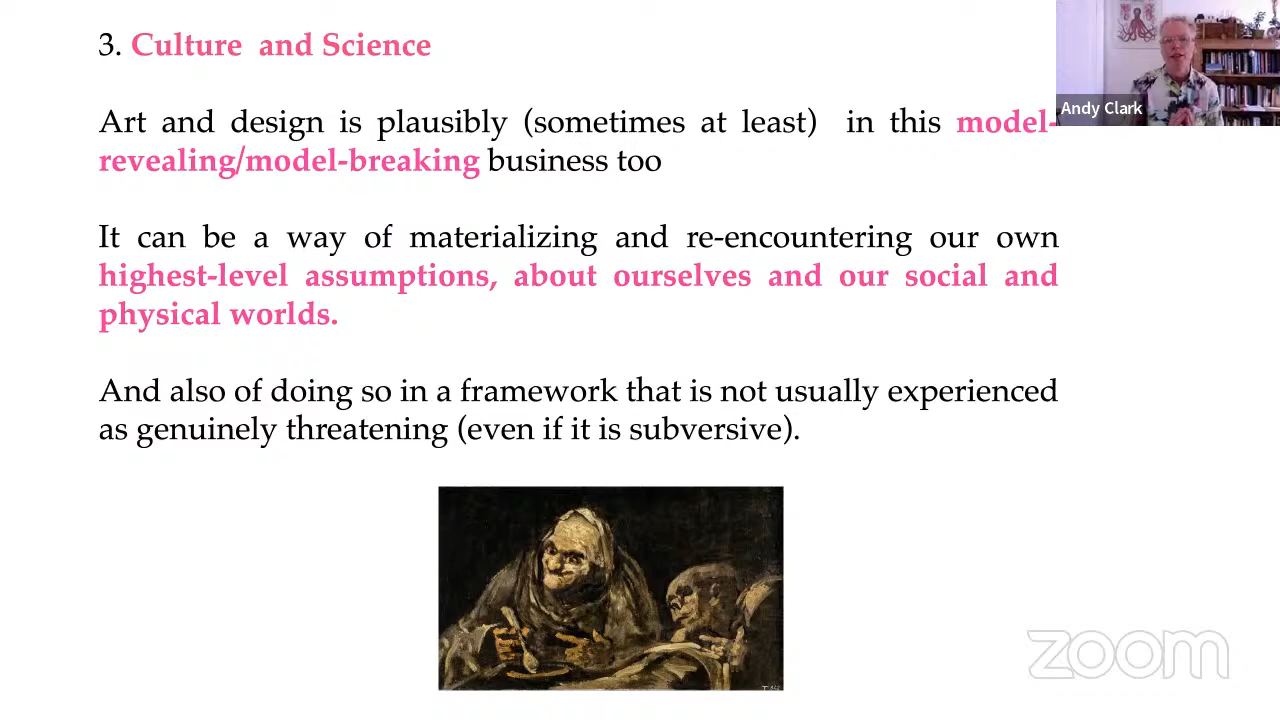 3. Culture and Science
Andy Clark
Art and design is plausibly (sometimes at least) in this model-
revealing/model-breaking business too
It can be a way of materializing and re-encountering our own
highest-level assumptions, about ourselves and our social and
physical worlds.
And also of doing so in a framework that is not usually experienced
as genuinely threatening (even if it is subversive).
zoom